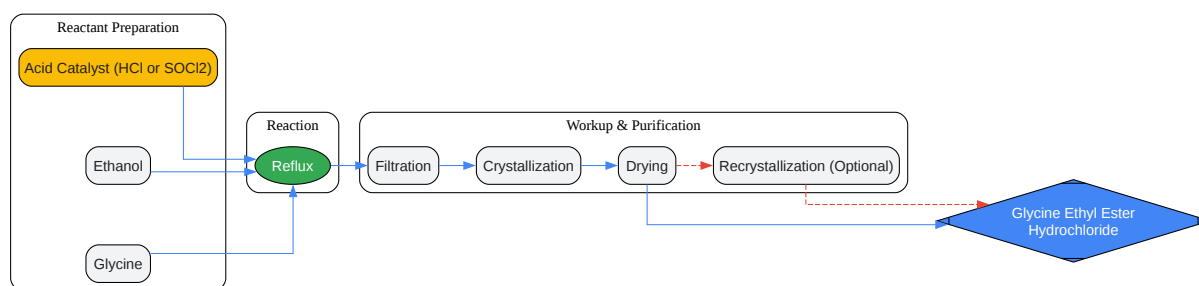 Reactant Preparation
Acid Catalyst (HCl or SOCl2)
Ethanol
Glycine
Reaction
Reflux
Workup & Purification
Filtration
Crystallization
Drying
Recrystallization (Optional)
Glycine Ethyl Ester
Hydrochloride